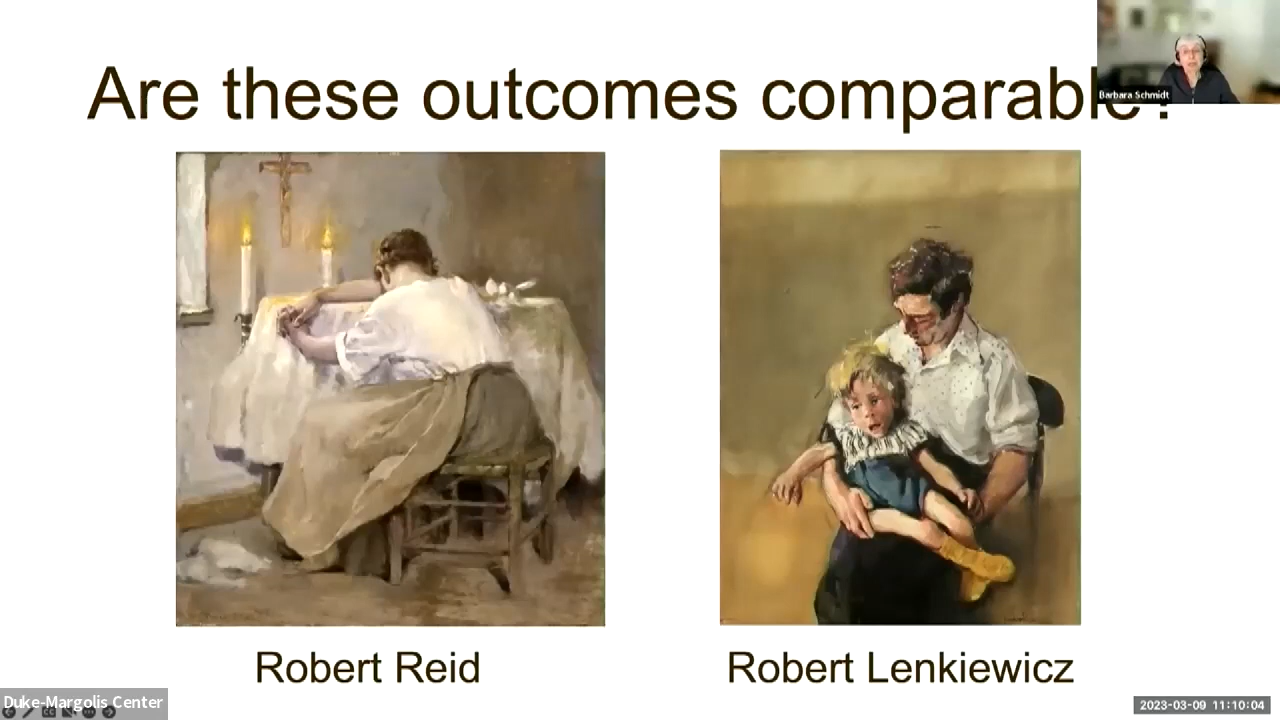 Are these outcomes comparable?
Barbara Schmidt
Robert Reid
Robert Lenkiewicz
Duke-Margolis Center
2023-03-09 11:10:04